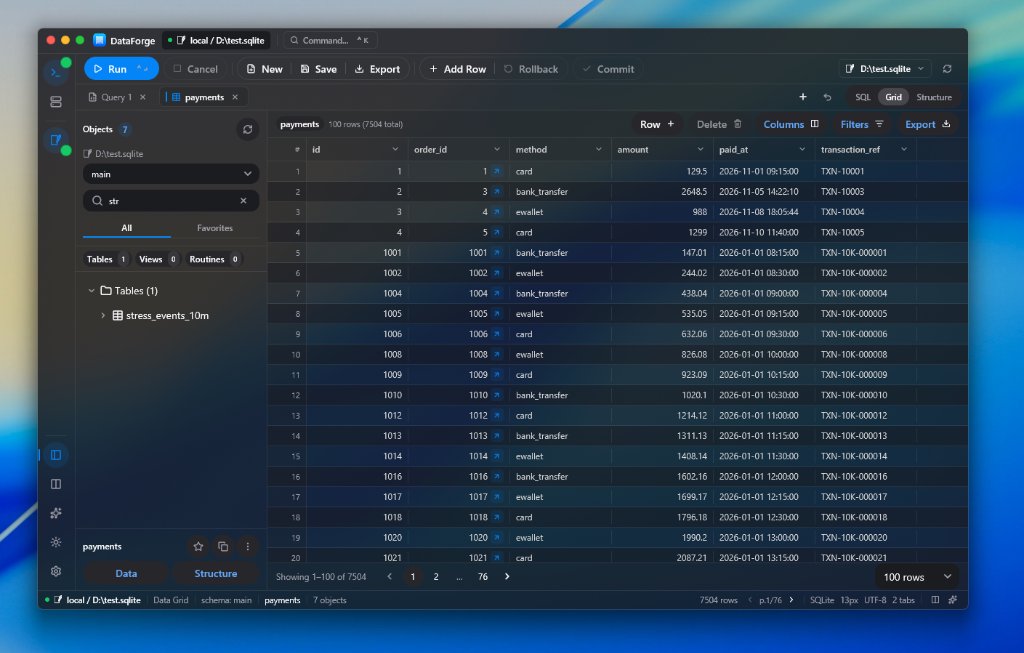 DataForge local / D:\test.sqlite Command... ^ K
Run Cancel New Save Export Add Row Rollback Commit D:\test.sqlite
Query 1 payments SQL Grid Structure
Objects 7
D:\test.sqlite
main
str
All Favorites
Tables 1 Views 0 Routines 0
Tables (1)
stress_events_10m
payments
Data Structure
payments 100 rows (7504 total) Row + Delete Columns Filters Export
# id order_id method amount paid_at transaction_ref
1 1 1 card 129.5 2026-11-01 09:15:00 TXN-10001
2 2 3 bank_transfer 2648.5 2026-11-05 14:22:10 TXN-10003
3 3 4 ewallet 988 2026-11-08 18:05:44 TXN-10004
4 4 5 card 1299 2026-11-10 11:40:00 TXN-10005
5 1001 1001 bank_transfer 147.01 2026-01-01 08:15:00 TXN-10K-000001
6 1002 1002 ewallet 244.02 2026-01-01 08:30:00 TXN-10K-000002
7 1004 1004 bank_transfer 438.04 2026-01-01 09:00:00 TXN-10K-000004
8 1005 1005 ewallet 535.05 2026-01-01 09:15:00 TXN-10K-000005
9 1006 1006 card 632.06 2026-01-01 09:30:00 TXN-10K-000006
10 1008 1008 ewallet 826.08 2026-01-01 10:00:00 TXN-10K-000008
11 1009 1009 card 923.09 2026-01-01 10:15:00 TXN-10K-000009
12 1010 1010 bank_transfer 1020.1 2026-01-01 10:30:00 TXN-10K-000010
13 1012 1012 card 1214.12 2026-01-01 11:00:00 TXN-10K-000012
14 1013 1013 bank_transfer 1311.13 2026-01-01 11:15:00 TXN-10K-000013
15 1014 1014 ewallet 1408.14 2026-01-01 11:30:00 TXN-10K-000014
16 1016 1016 bank_transfer 1602.16 2026-01-01 12:00:00 TXN-10K-000016
17 1017 1017 ewallet 1699.17 2026-01-01 12:15:00 TXN-10K-000017
18 1018 1018 card 1796.18 2026-01-01 12:30:00 TXN-10K-000018
19 1020 1020 ewallet 1990.2 2026-01-01 13:00:00 TXN-10K-000020
20 1021 1021 card 2087.21 2026-01-01 13:15:00 TXN-10K-000021
Showing 1–100 of 7504 1 2 ... 76 100 rows
local / D:\test.sqlite Data Grid schema: main payments 7 objects 7504 rows p.1/76 SQLite 13px UTF-8 2 tabs